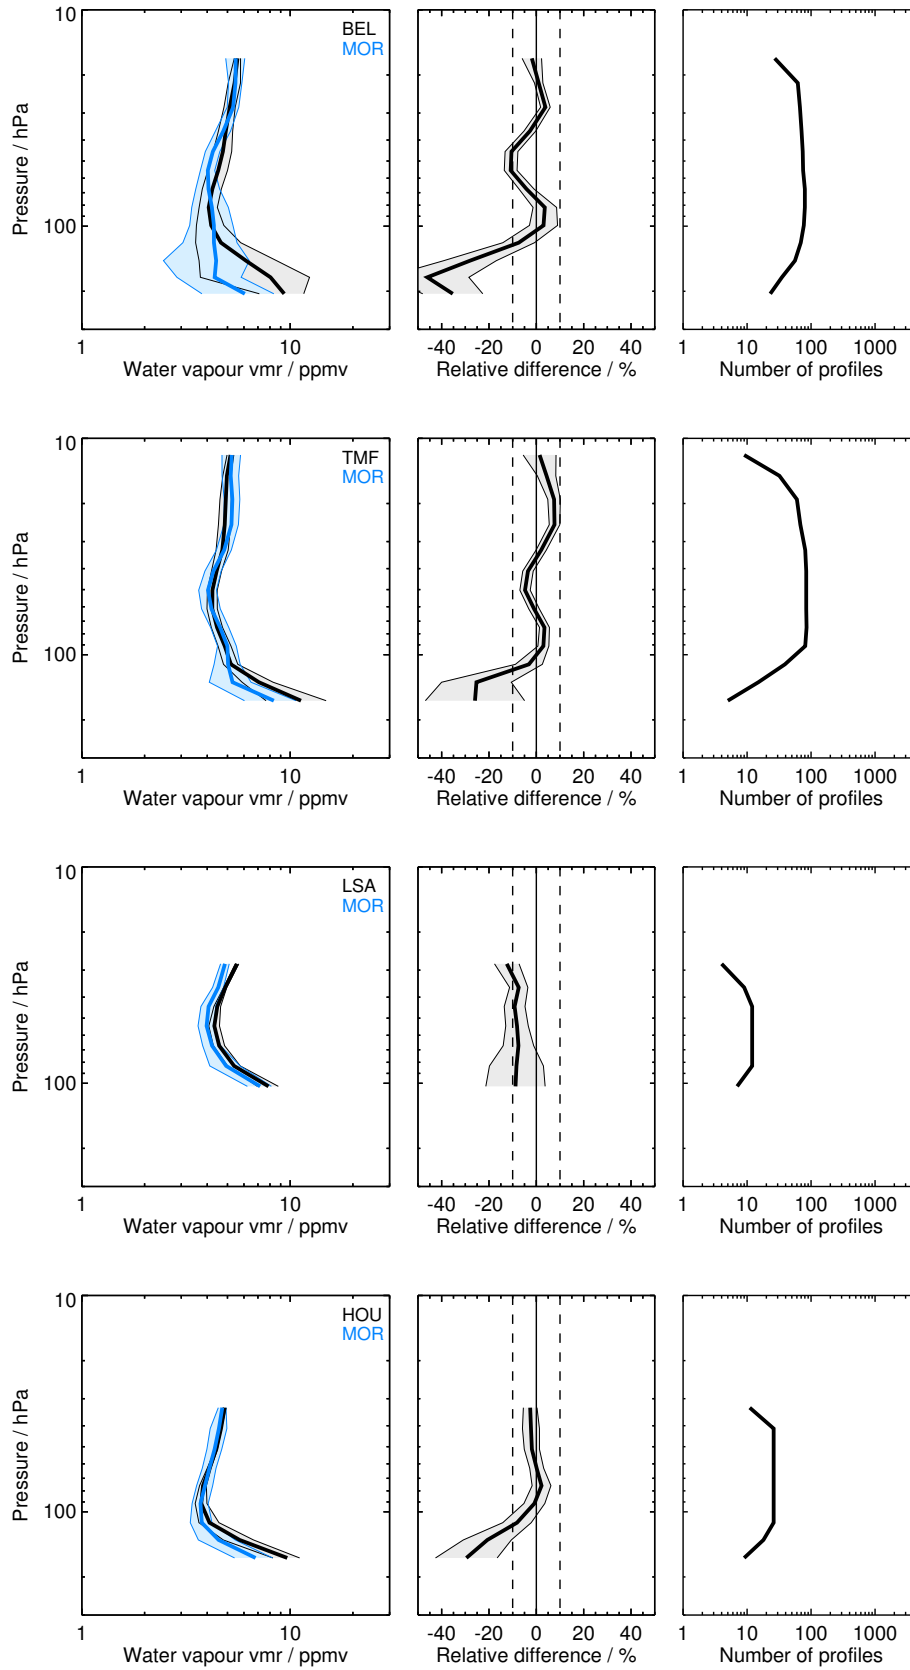 10
100
Pressure / hPa
BEL
MOR
1
10
Water vapour vmr / ppmv
-40 -20 0 20 40
Relative difference / %
1 10 100 1000
Number of profiles
10
100
Pressure / hPa
TMF
MOR
1
10
Water vapour vmr / ppmv
-40 -20 0 20 40
Relative difference / %
1 10 100 1000
Number of profiles
10
100
Pressure / hPa
LSA
MOR
1
10
Water vapour vmr / ppmv
-40 -20 0 20 40
Relative difference / %
1 10 100 1000
Number of profiles
10
100
Pressure / hPa
HOU
MOR
1
10
Water vapour vmr / ppmv
-40 -20 0 20 40
Relative difference / %
1 10 100 1000
Number of profiles